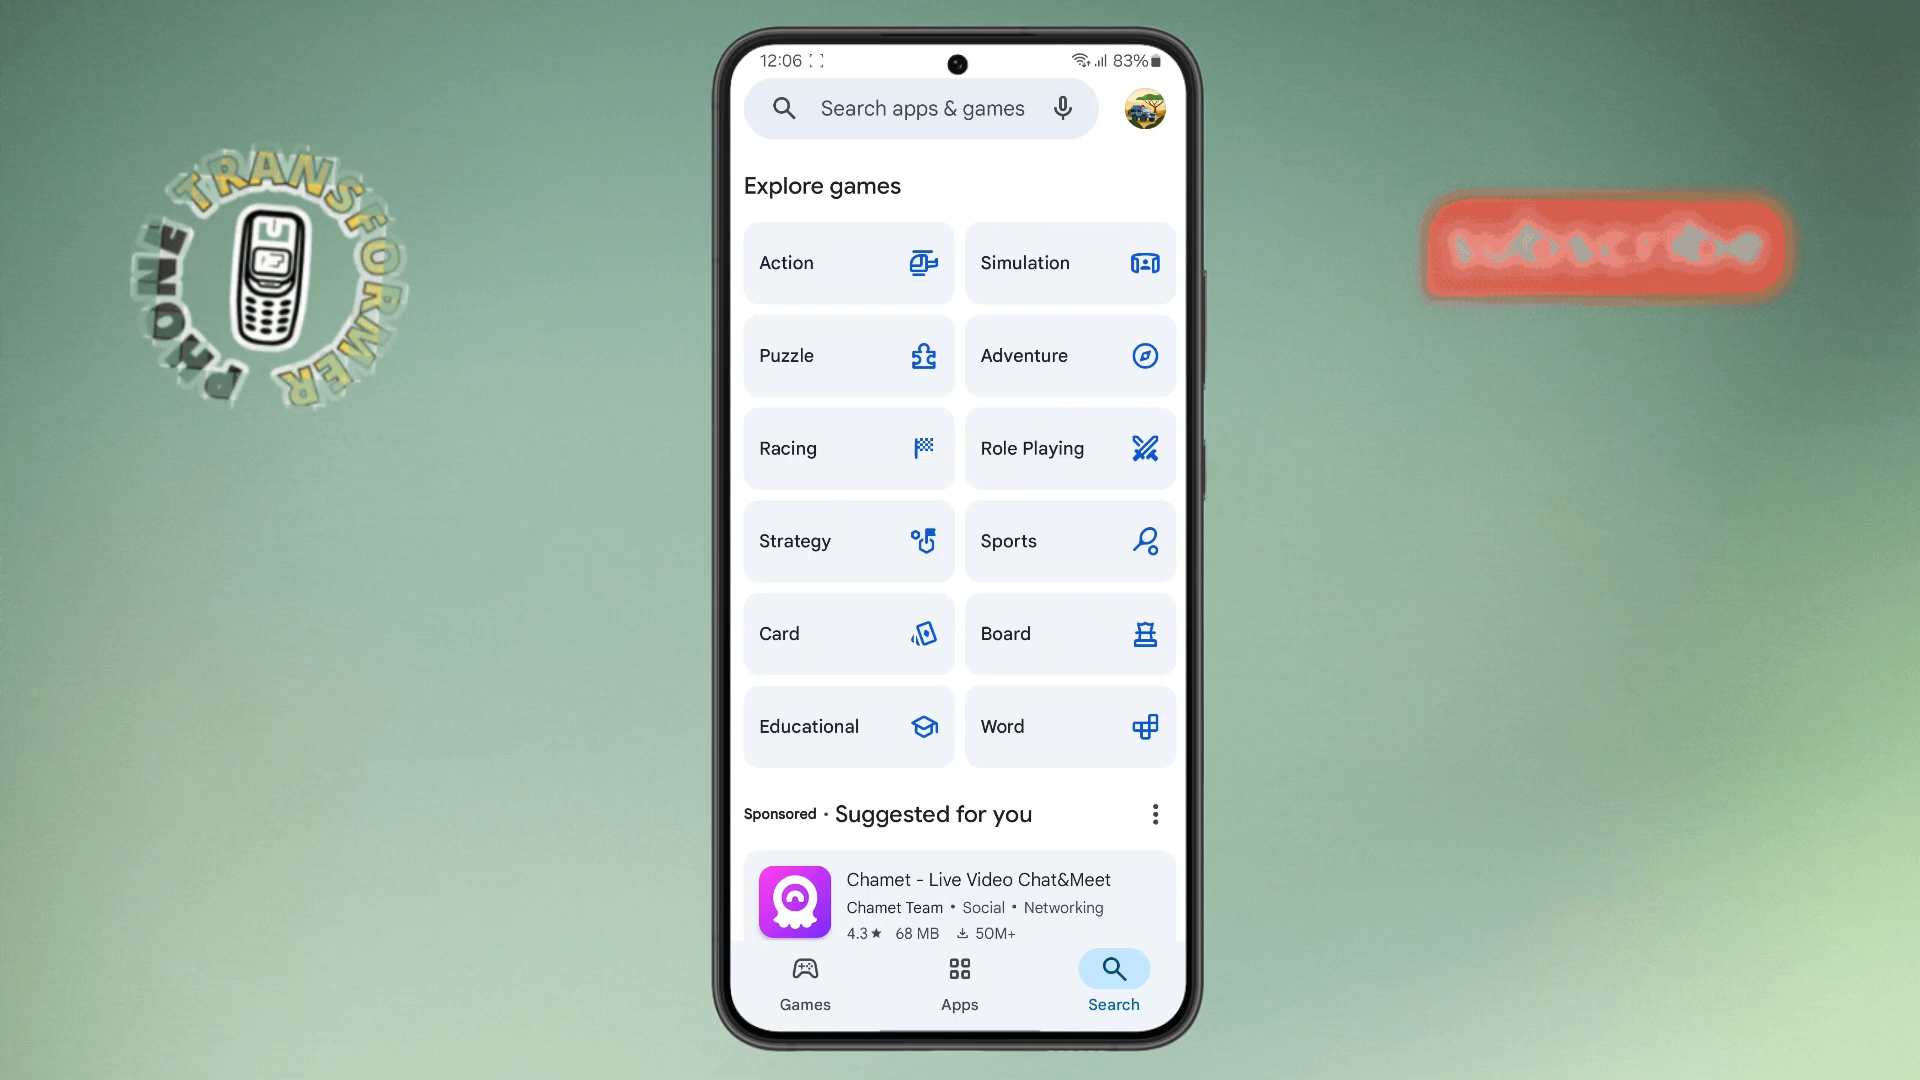 PHONE TRANSFORMER
12:06
83%
Search apps & games
Explore games
Action
Simulation
Puzzle
Adventure
Racing
Role Playing
Strategy
Sports
Card
Board
Educational
Word
Sponsored • Suggested for you
Chamet - Live Video Chat&Meet
Chamet Team • Social • Networking
4.3★ 68 MB 50M+
Games
Apps
Search